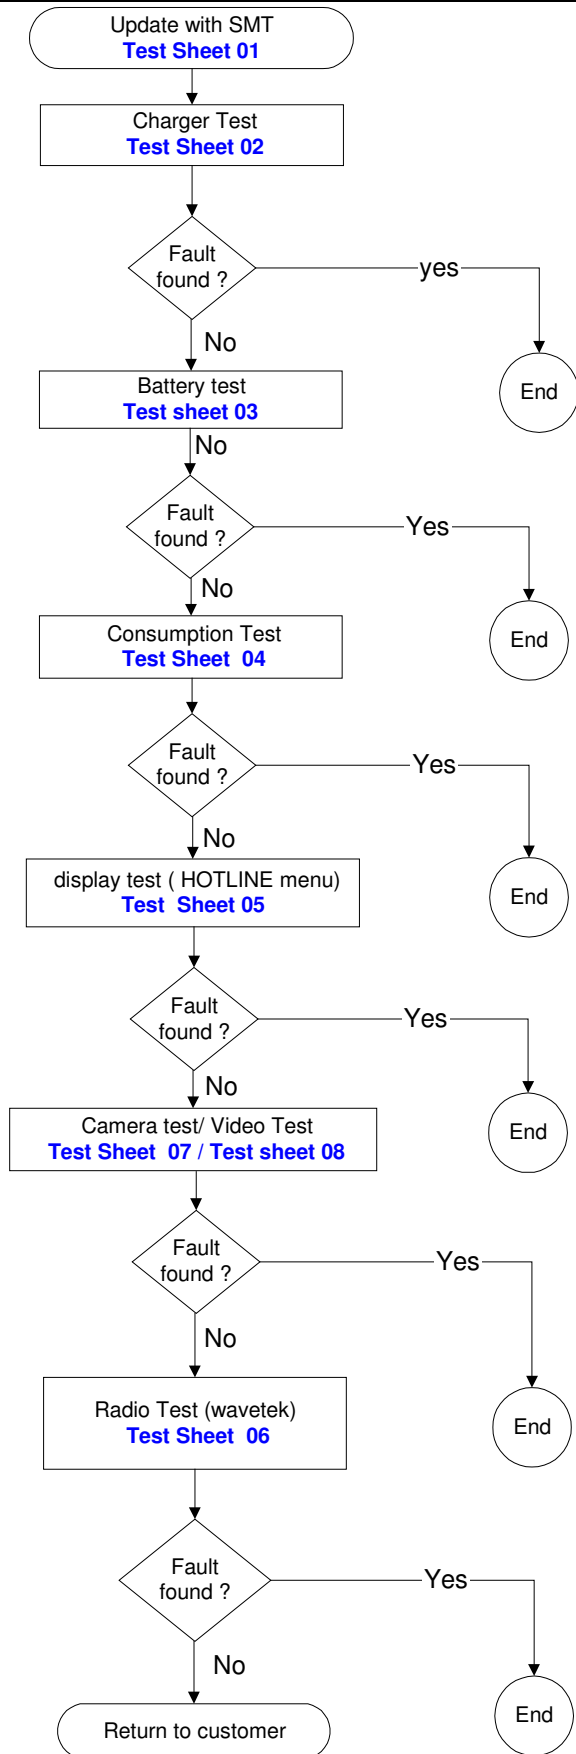 Update with SMT
Test Sheet 01
Charger Test
Test Sheet 02
Fault
found ?
yes
End
No
Battery test
Test sheet 03
No
Fault
found ?
Yes
End
No
Consumption Test
Test Sheet 04
Fault
found ?
Yes
End
No
display test ( HOTLINE menu)
Test Sheet 05
Fault
found ?
Yes
End
No
Camera test/ Video Test
Test Sheet 07 / Test sheet 08
Fault
found ?
Yes
End
No
Radio Test (wavetek)
Test Sheet 06
Fault
found ?
Yes
End
No
Return to customer